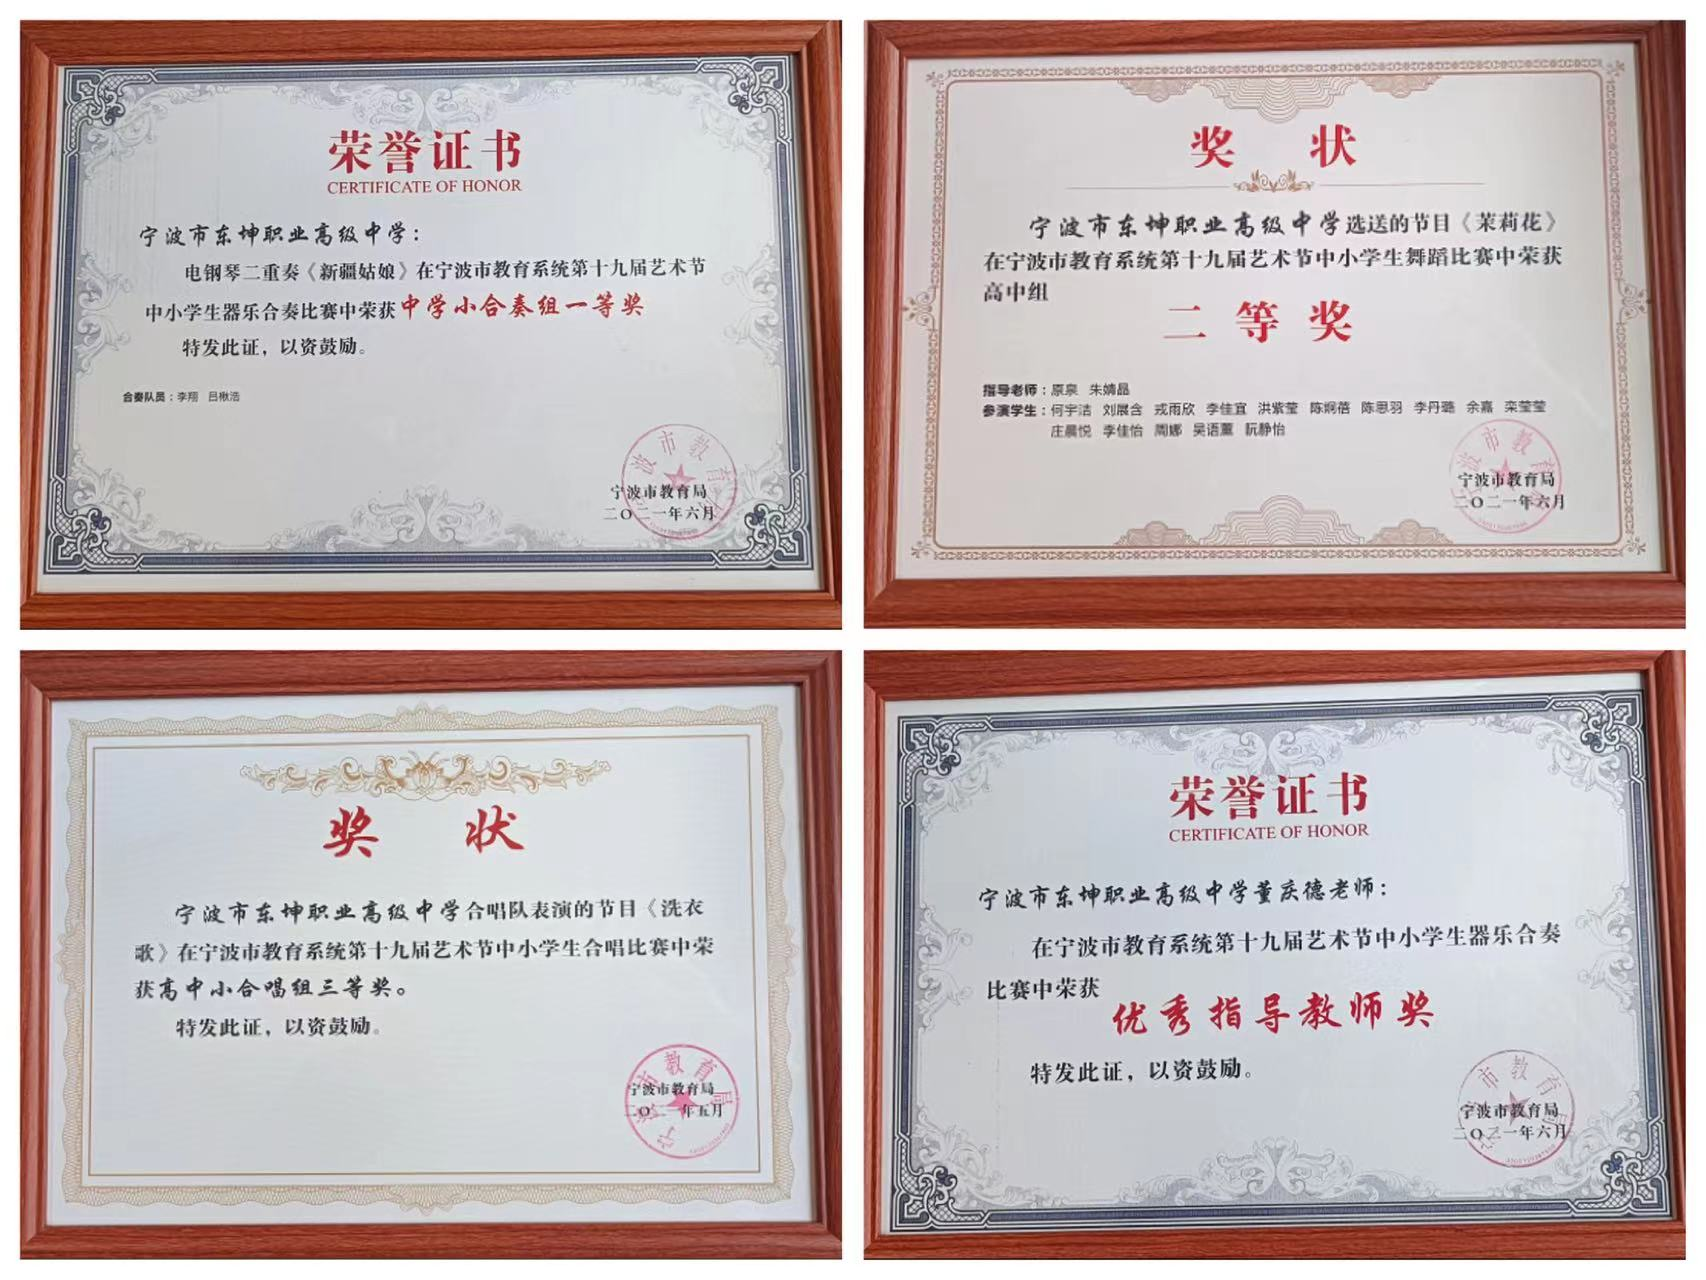 荣誉证书
CERTIFICATE OF HONOR
宁波市东坤职业高级中学：
电钢琴二重奏《新疆姑娘》在宁波市教育系统第十九届艺术节
中小学生器乐合奏比赛中荣获中学小合奏组一等奖
特发此证，以资鼓励。
合奏队员：李翔 吕楸浩
宁波市教育局
二〇二一年六月
奖 状
宁波市东坤职业高级中学选送的节目《茉莉花》
在宁波市教育系统第十九届艺术节中小学生舞蹈比赛中荣获
高中组
二等奖
指导老师：原泉 朱婧晶
参演学生：何宇洁 刘展含 戎雨欣 李佳宜 洪紫莹 陈炯蓓 陈思羽 李丹璐 余嘉 栾莹莹
庄晨悦 李佳怡 周娜 吴语薰 阮静怡
宁波市教育局
二〇二一年六月
奖 状
宁波市东坤职业高级中学合唱队表演的节目《洗衣
歌》在宁波市教育系统第十九届艺术节中小学生合唱比赛中荣
获高中小合唱组三等奖。
特发此证，以资鼓励。
宁波市教育局
二〇二一年五月
荣誉证书
CERTIFICATE OF HONOR
宁波市东坤职业高级中学董庆德老师：
在宁波市教育系统第十九届艺术节中小学生器乐合奏
比赛中荣获
优秀指导教师奖
特发此证，以资鼓励。
宁波市教育局
二〇二一年六月